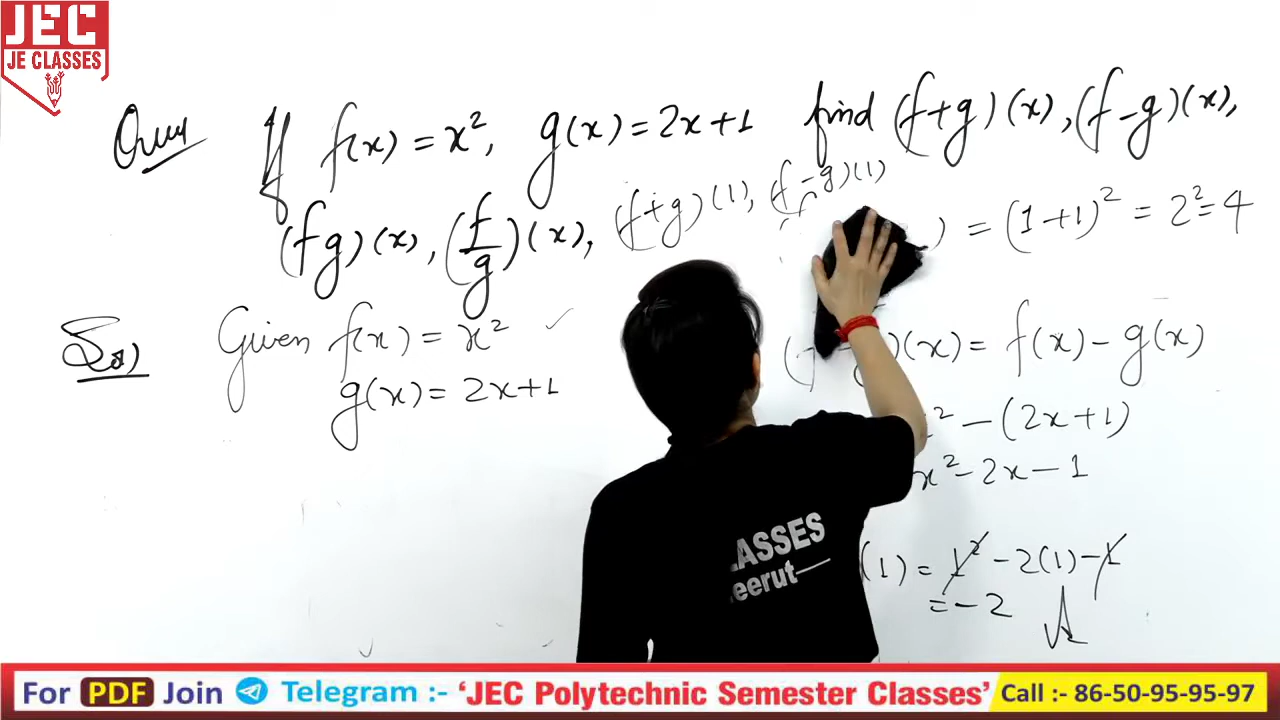 JEC
JE CLASSES
Ques If f(x) = x², g(x) = 2x+1 find (f+g)(x), (f-g)(x),
(fg)(x), (f/g)(x), (f+g)(1), (f-g)(1)
) = (1+1)² = 2² = 4
Sol) Given f(x) = x² ✓
g(x) = 2x+1
(x) = f(x) - g(x)
x² - (2x+1)
x² - 2x - 1
(1) = 1² - 2(1) - 1
= -2
LASSES
eerut
For PDF Join Telegram :- ‘JEC Polytechnic Semester Classes’ Call :- 86-50-95-95-97